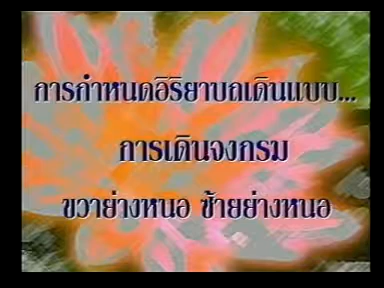 การกำหนดอิริยาบถเดินแบบ...
การเดินจงกรม
ขวาย่างหนอ ซ้ายย่างหนอ